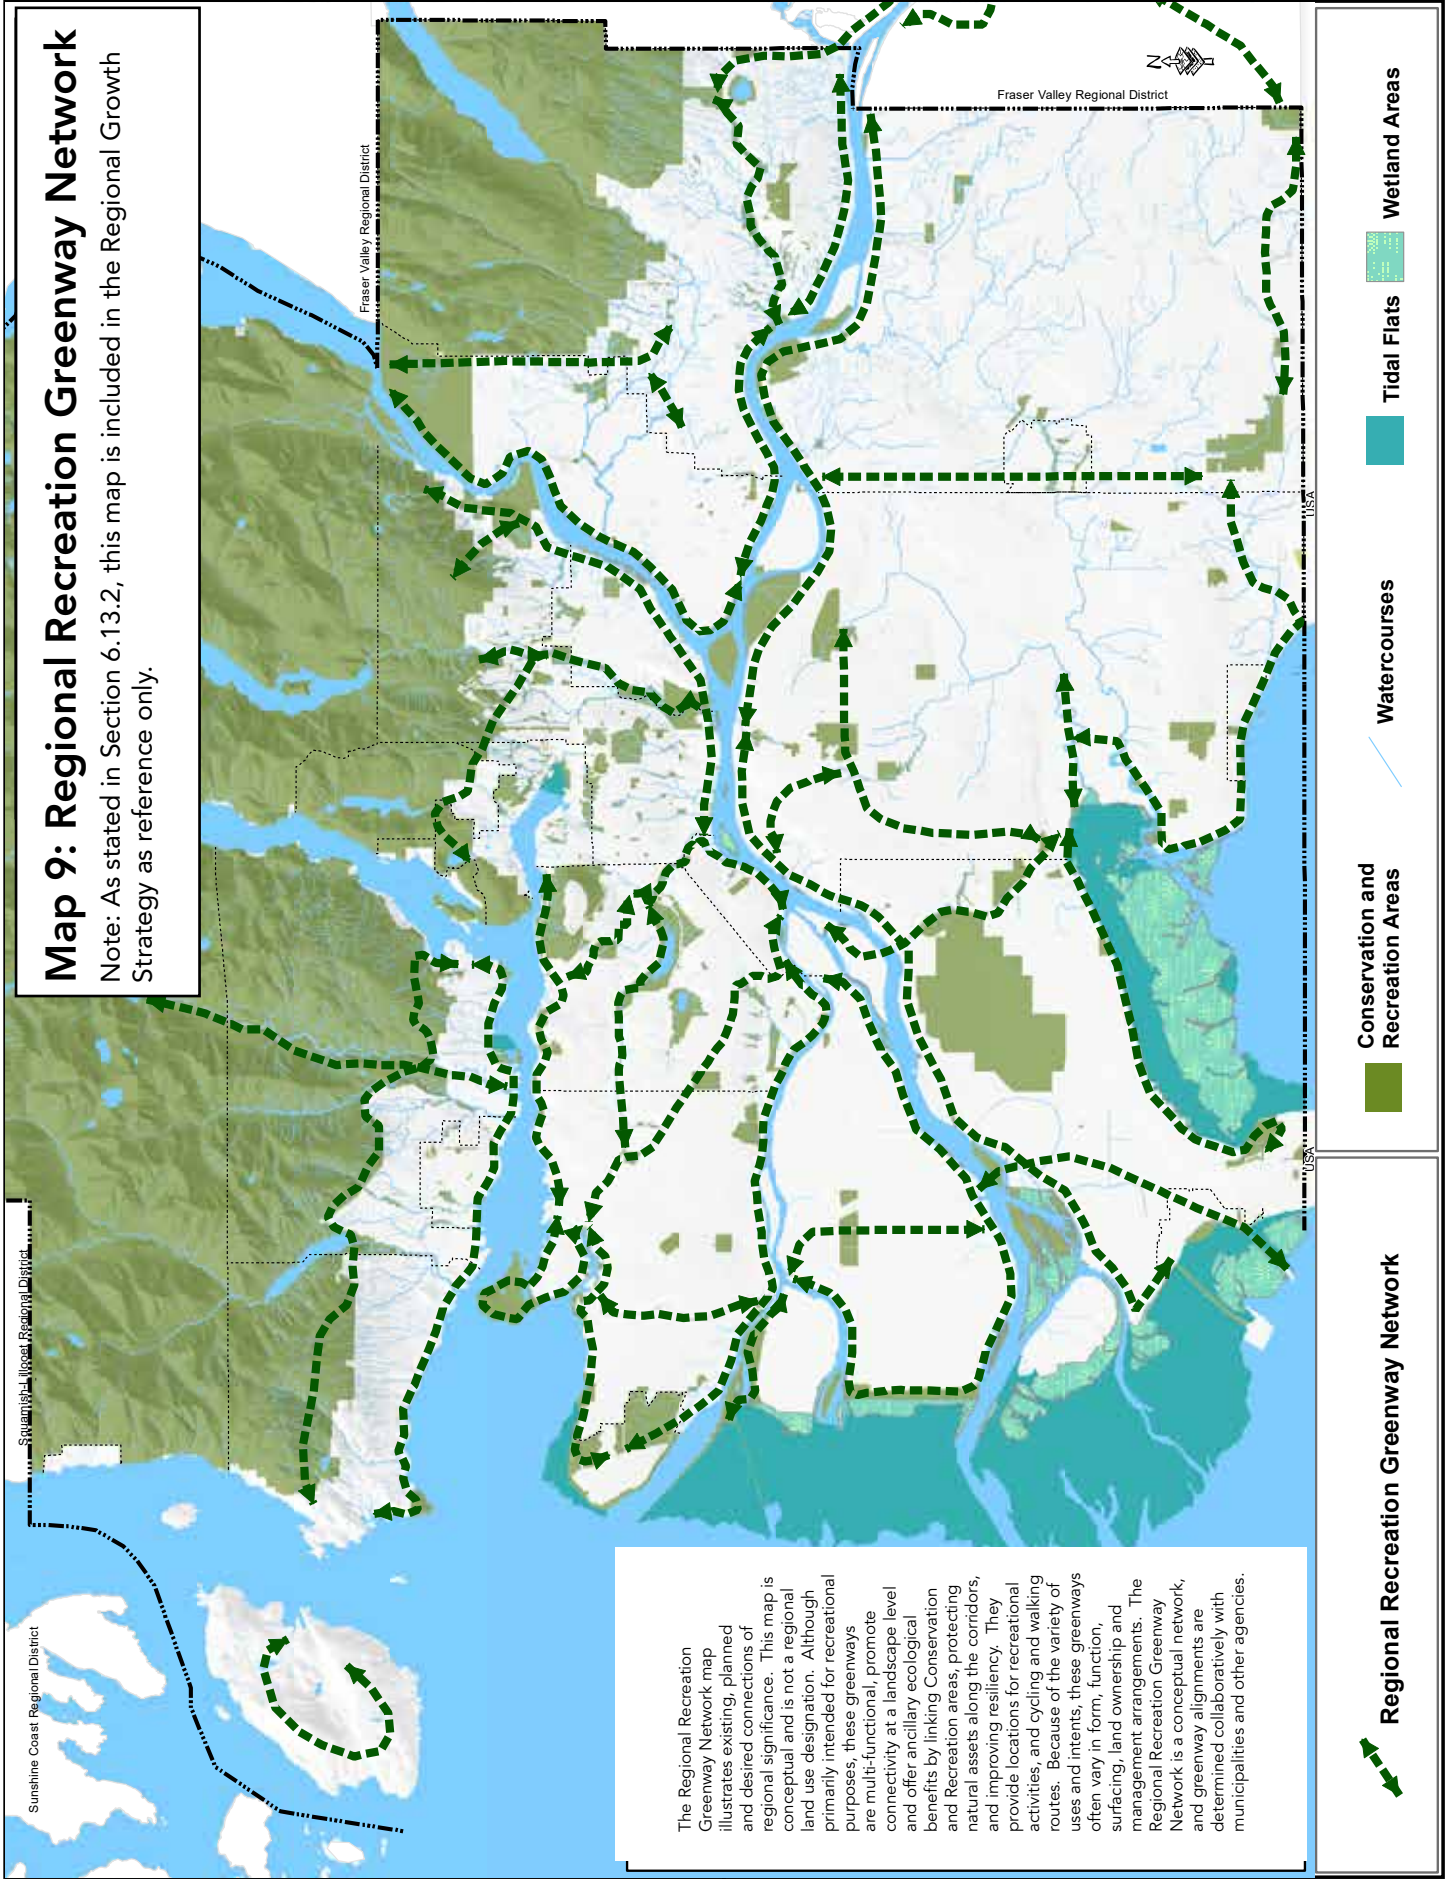 Map 9: Regional Recreation Greenway Network
Note: As stated in Section 6.13.2, this map is included in the Regional Growth
Strategy as reference only.
Sunshine Coast Regional District
Squamish-Lillooet Regional District
Fraser Valley Regional District
Fraser Valley Regional District
N
USA
USA
The Regional Recreation
Greenway Network map
illustrates existing, planned
and desired connections of
regional significance. This map is
conceptual and is not a regional
land use designation. Although
primarily intended for recreational
purposes, these greenways
are multi-functional, promote
connectivity at a landscape level
and offer ancillary ecological
benefits by linking Conservation
and Recreation areas, protecting
natural assets along the corridors,
and improving resiliency. They
provide locations for recreational
activities, and cycling and walking
routes. Because of the variety of
uses and intents, these greenways
often vary in form, function,
surfacing, land ownership and
management arrangements. The
Regional Recreation Greenway
Network is a conceptual network,
and greenway alignments are
determined collaboratively with
municipalities and other agencies.
Regional Recreation Greenway Network
Conservation and
Recreation Areas
Watercourses
Tidal Flats
Wetland Areas